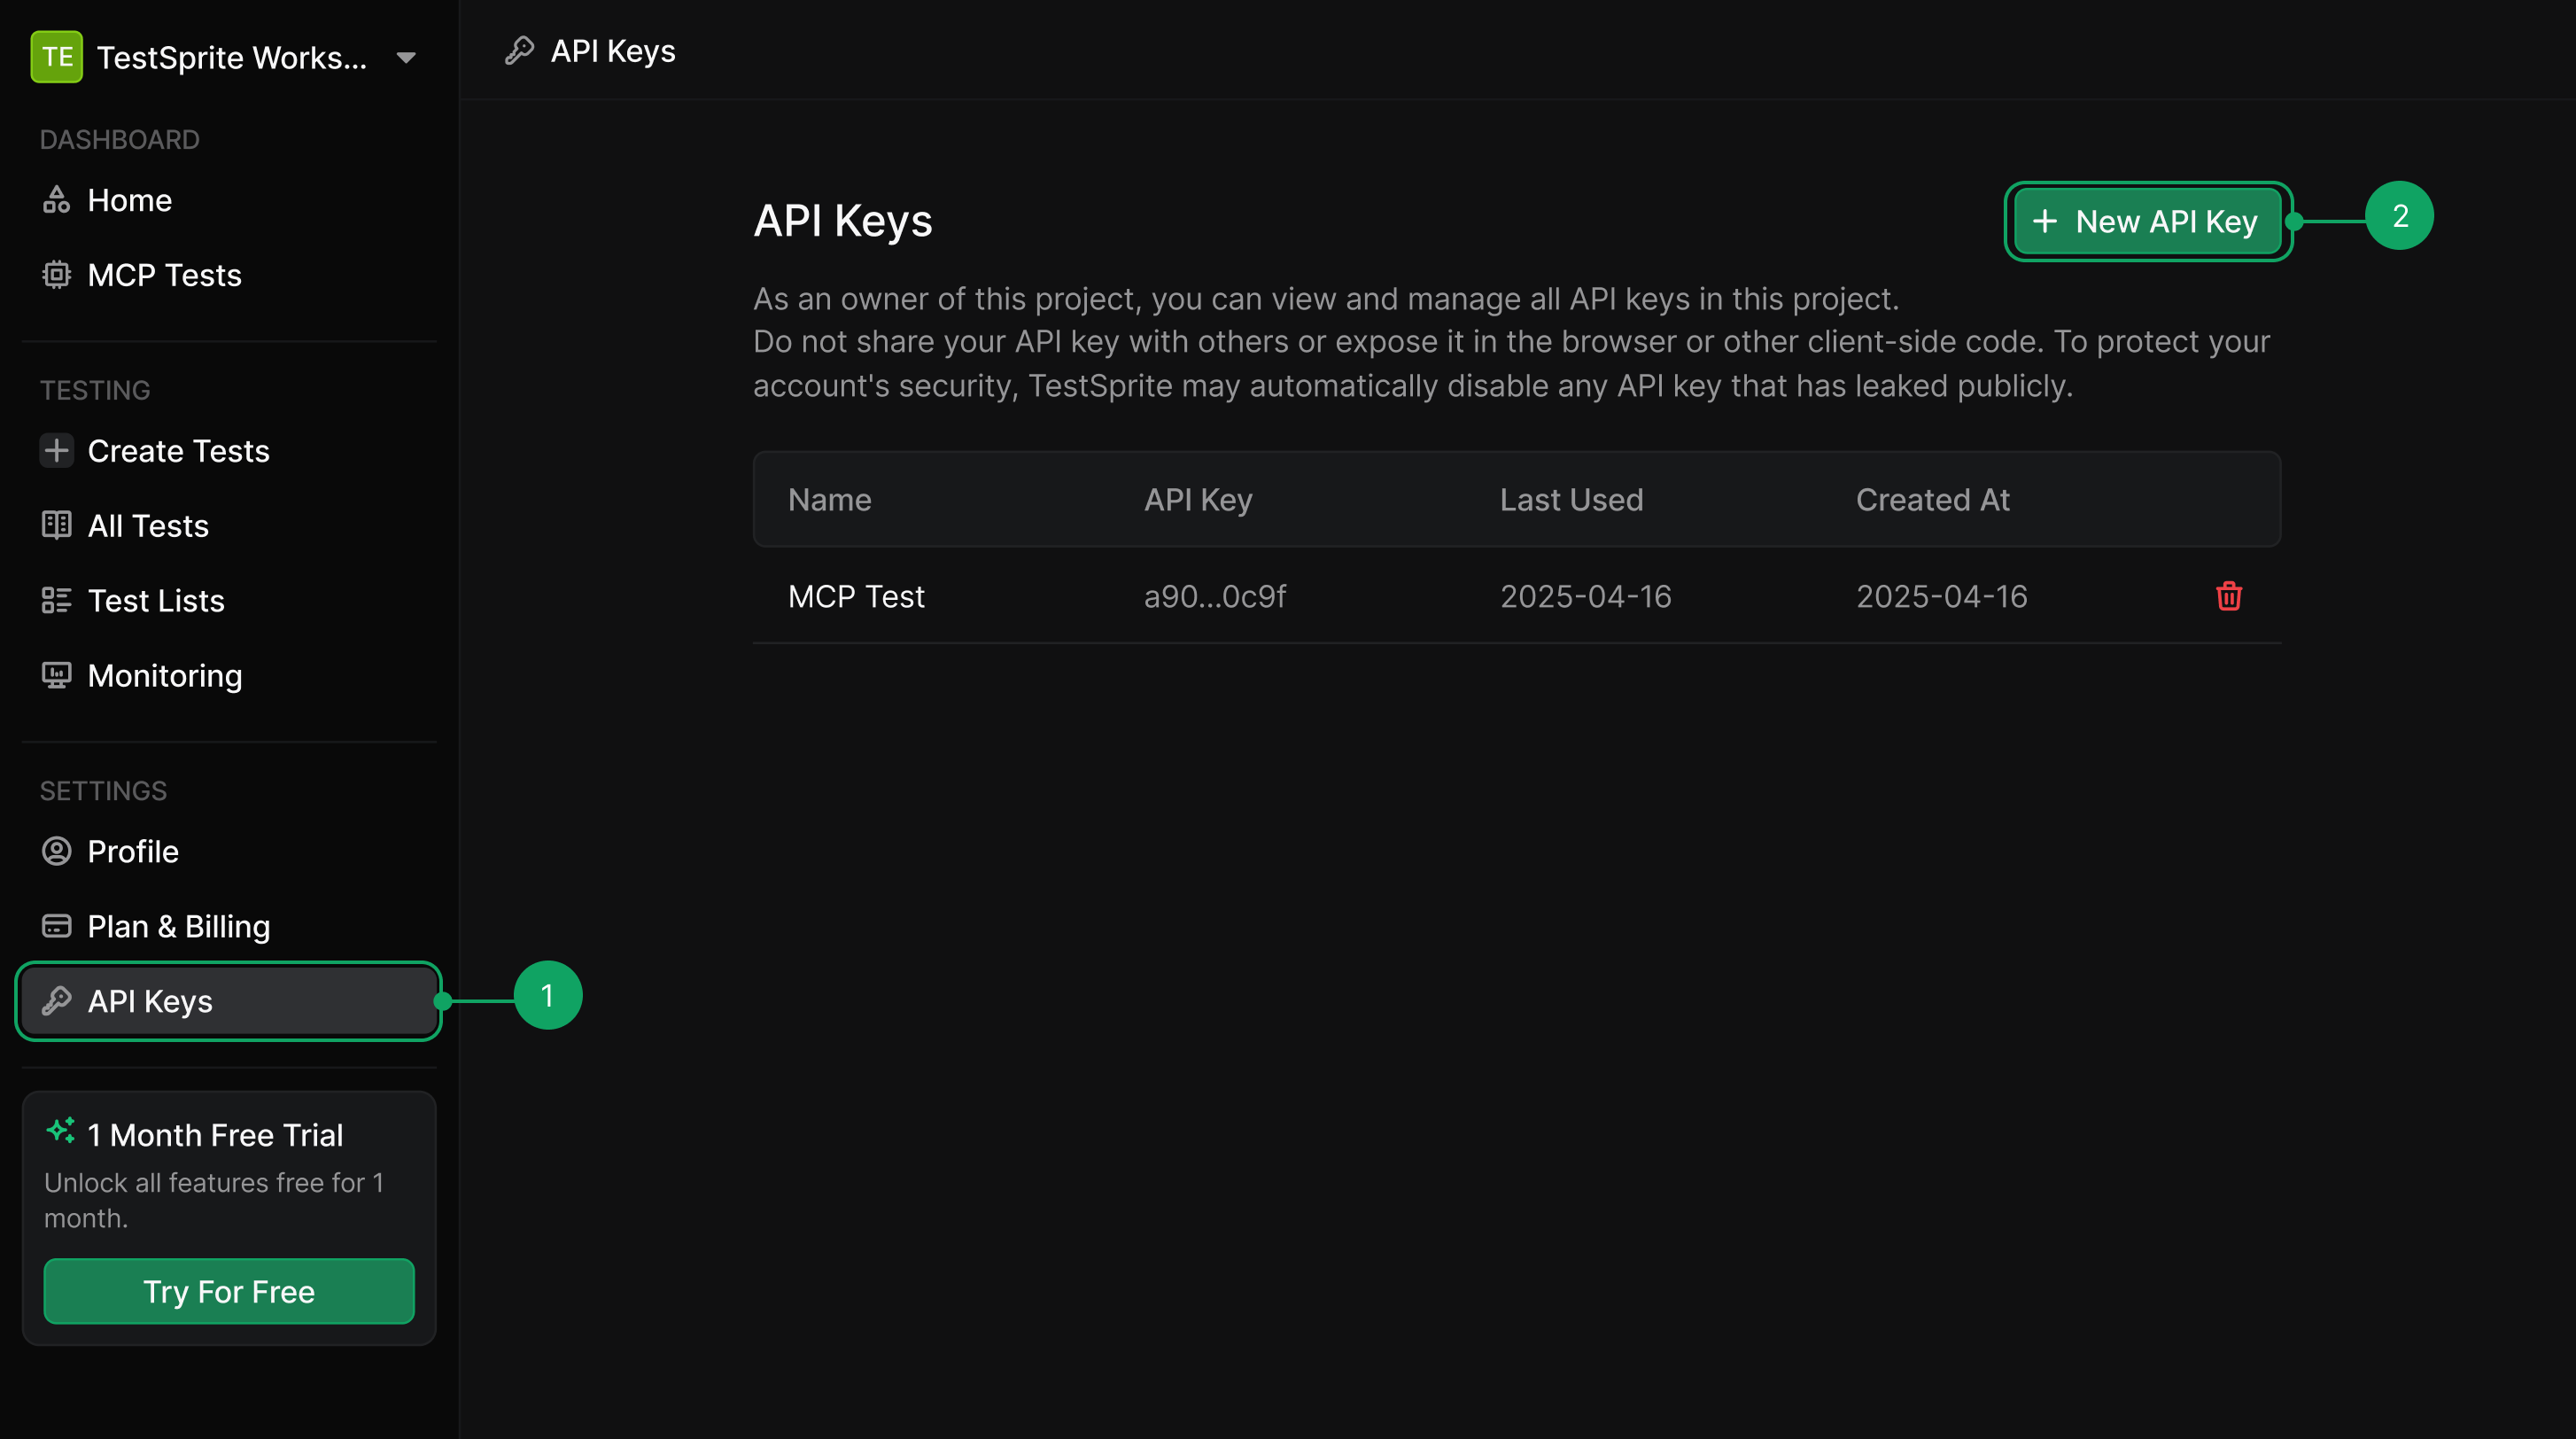 TE TestSprite Works...
DASHBOARD
Home
MCP Tests
TESTING
Create Tests
All Tests
Test Lists
Monitoring
SETTINGS
Profile
Plan & Billing
API Keys
1
1 Month Free Trial
Unlock all features free for 1
month.
Try For Free
API Keys
API Keys
+ New API Key
2
As an owner of this project, you can view and manage all API keys in this project.
Do not share your API key with others or expose it in the browser or other client-side code. To protect your
account's security, TestSprite may automatically disable any API key that has leaked publicly.
Name API Key Last Used Created At
MCP Test a90...0c9f 2025-04-16 2025-04-16